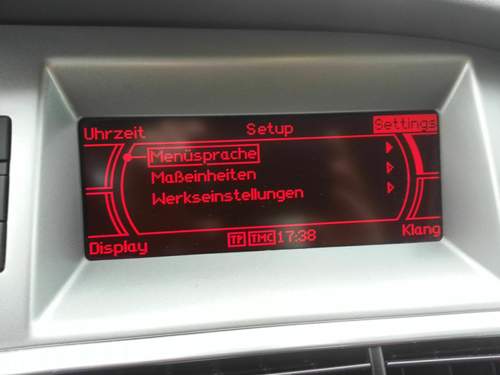 Uhrzeit Setup Settings
Menüsprache
Maßeinheiten
Werkseinstellungen
Display TP TMC 17:38 Klang